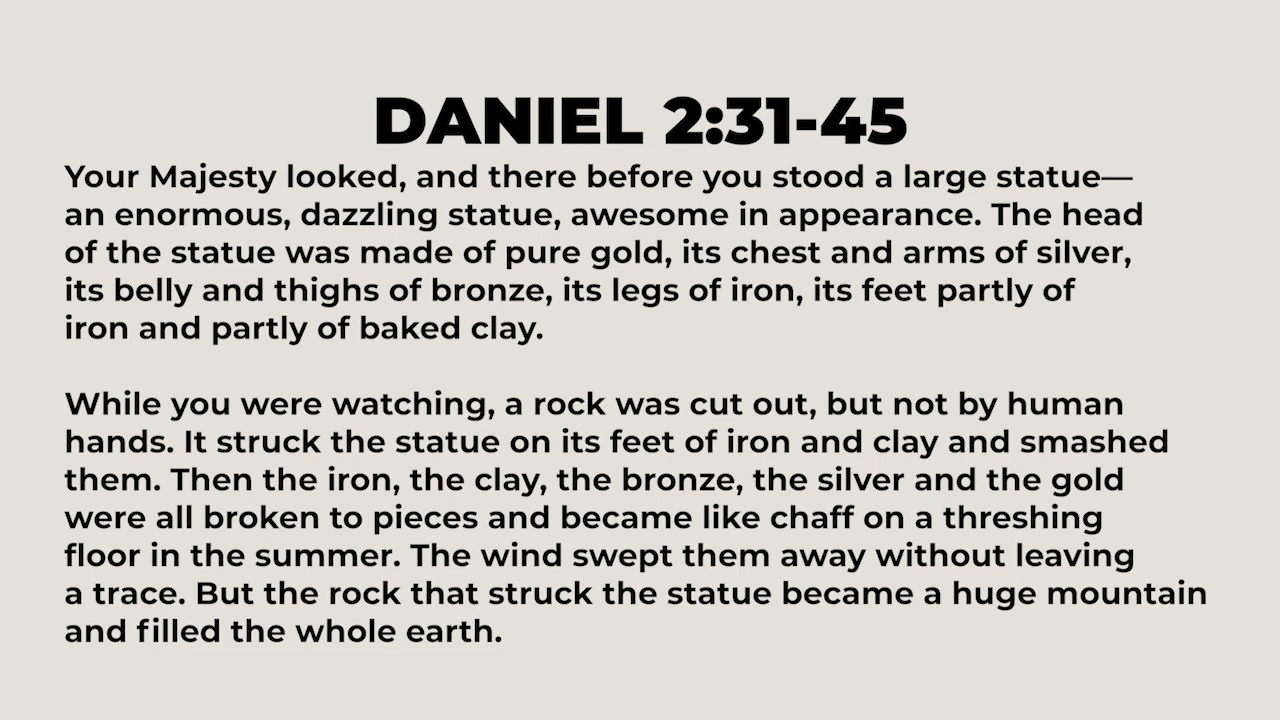 DANIEL 2:31-45
Your Majesty looked, and there before you stood a large statue—
an enormous, dazzling statue, awesome in appearance. The head
of the statue was made of pure gold, its chest and arms of silver,
its belly and thighs of bronze, its legs of iron, its feet partly of
iron and partly of baked clay.
While you were watching, a rock was cut out, but not by human
hands. It struck the statue on its feet of iron and clay and smashed
them. Then the iron, the clay, the bronze, the silver and the gold
were all broken to pieces and became like chaff on a threshing
floor in the summer. The wind swept them away without leaving
a trace. But the rock that struck the statue became a huge mountain
and filled the whole earth.